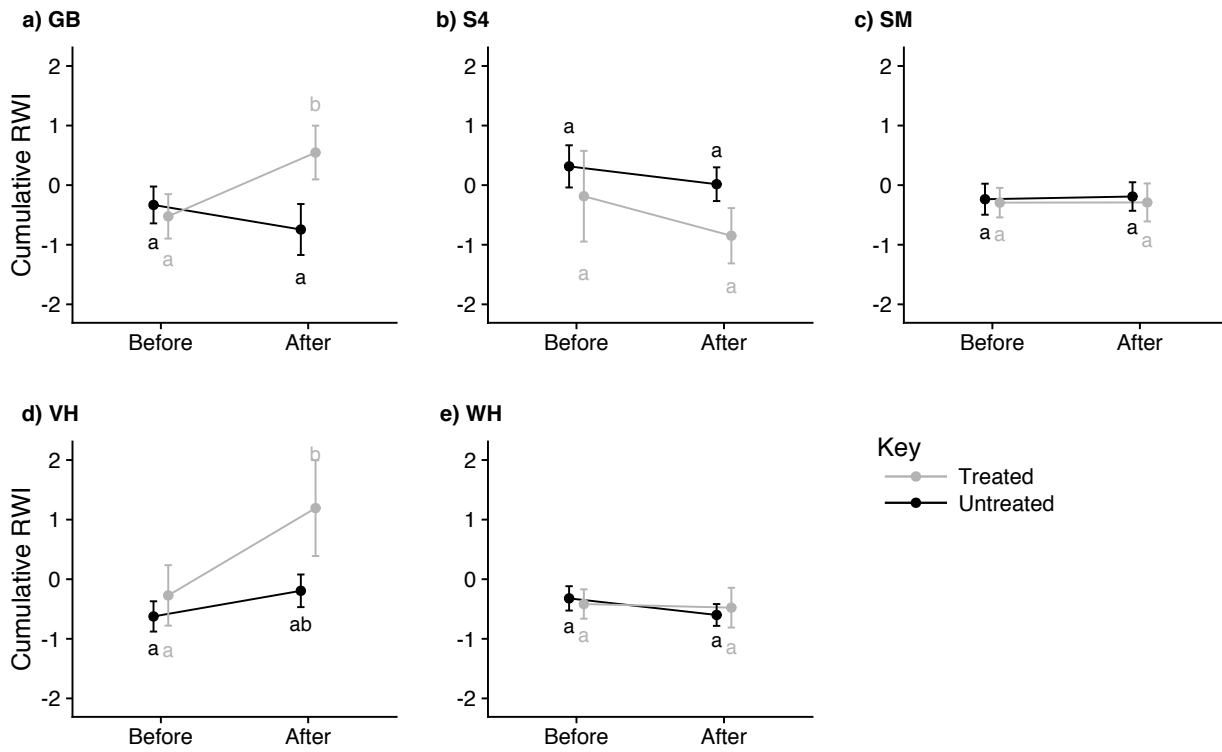 a) GB
b) S4
c) SM
Cumulative RWI
2
1
0
-1
-2
a
a
b
a
Before
After
2
1
0
-1
-2
a
a
a
a
Before
After
2
1
0
-1
-2
a
a
a
a
Before
After
d) VH
e) WH
Cumulative RWI
2
1
0
-1
-2
a
a
b
ab
Before
After
2
1
0
-1
-2
a
a
a
a
Before
After
Key
Treated
Untreated